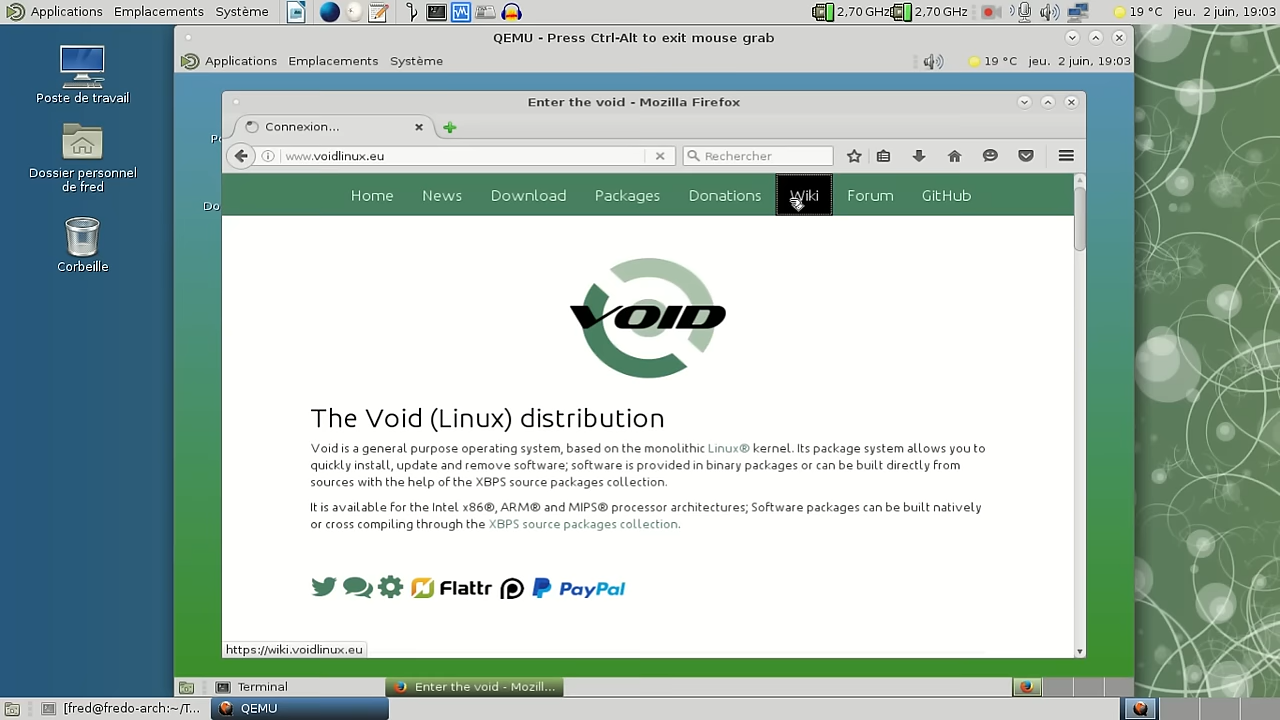 Applications Emplacements Système 2,70 GHz 2,70 GHz 19 °C jeu. 2 juin, 19:03
QEMU - Press Ctrl-Alt to exit mouse grab
Applications Emplacements Système 19 °C jeu. 2 juin, 19:03
Poste de travail
Dossier personnel
de fred
Corbeille
Enter the void - Mozilla Firefox
Connexion...
www.voidlinux.eu Rechercher
Home News Download Packages Donations Wiki Forum GitHub
VOID
The Void (Linux) distribution
Void is a general purpose operating system, based on the monolithic Linux® kernel. Its package system allows you to
quickly install, update and remove software; software is provided in binary packages or can be built directly from
sources with the help of the XBPS source packages collection.
It is available for the Intel x86®, ARM® and MIPS® processor architectures; Software packages can be built natively
or cross compiling through the XBPS source packages collection.
Flattr PayPal
https://wiki.voidlinux.eu
Terminal Enter the void - Mozill...
[fred@fredo-arch:~/T... QEMU